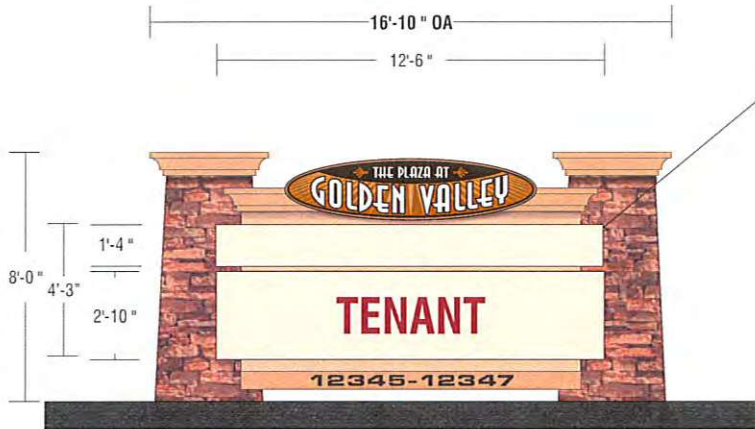 16'-10 " OA
12'-6 "
THE PLAZA AT
GOLDEN VALLEY
1'-4 "
8'-0 "
4'-3"
2'-10 "
TENANT
12345-12347